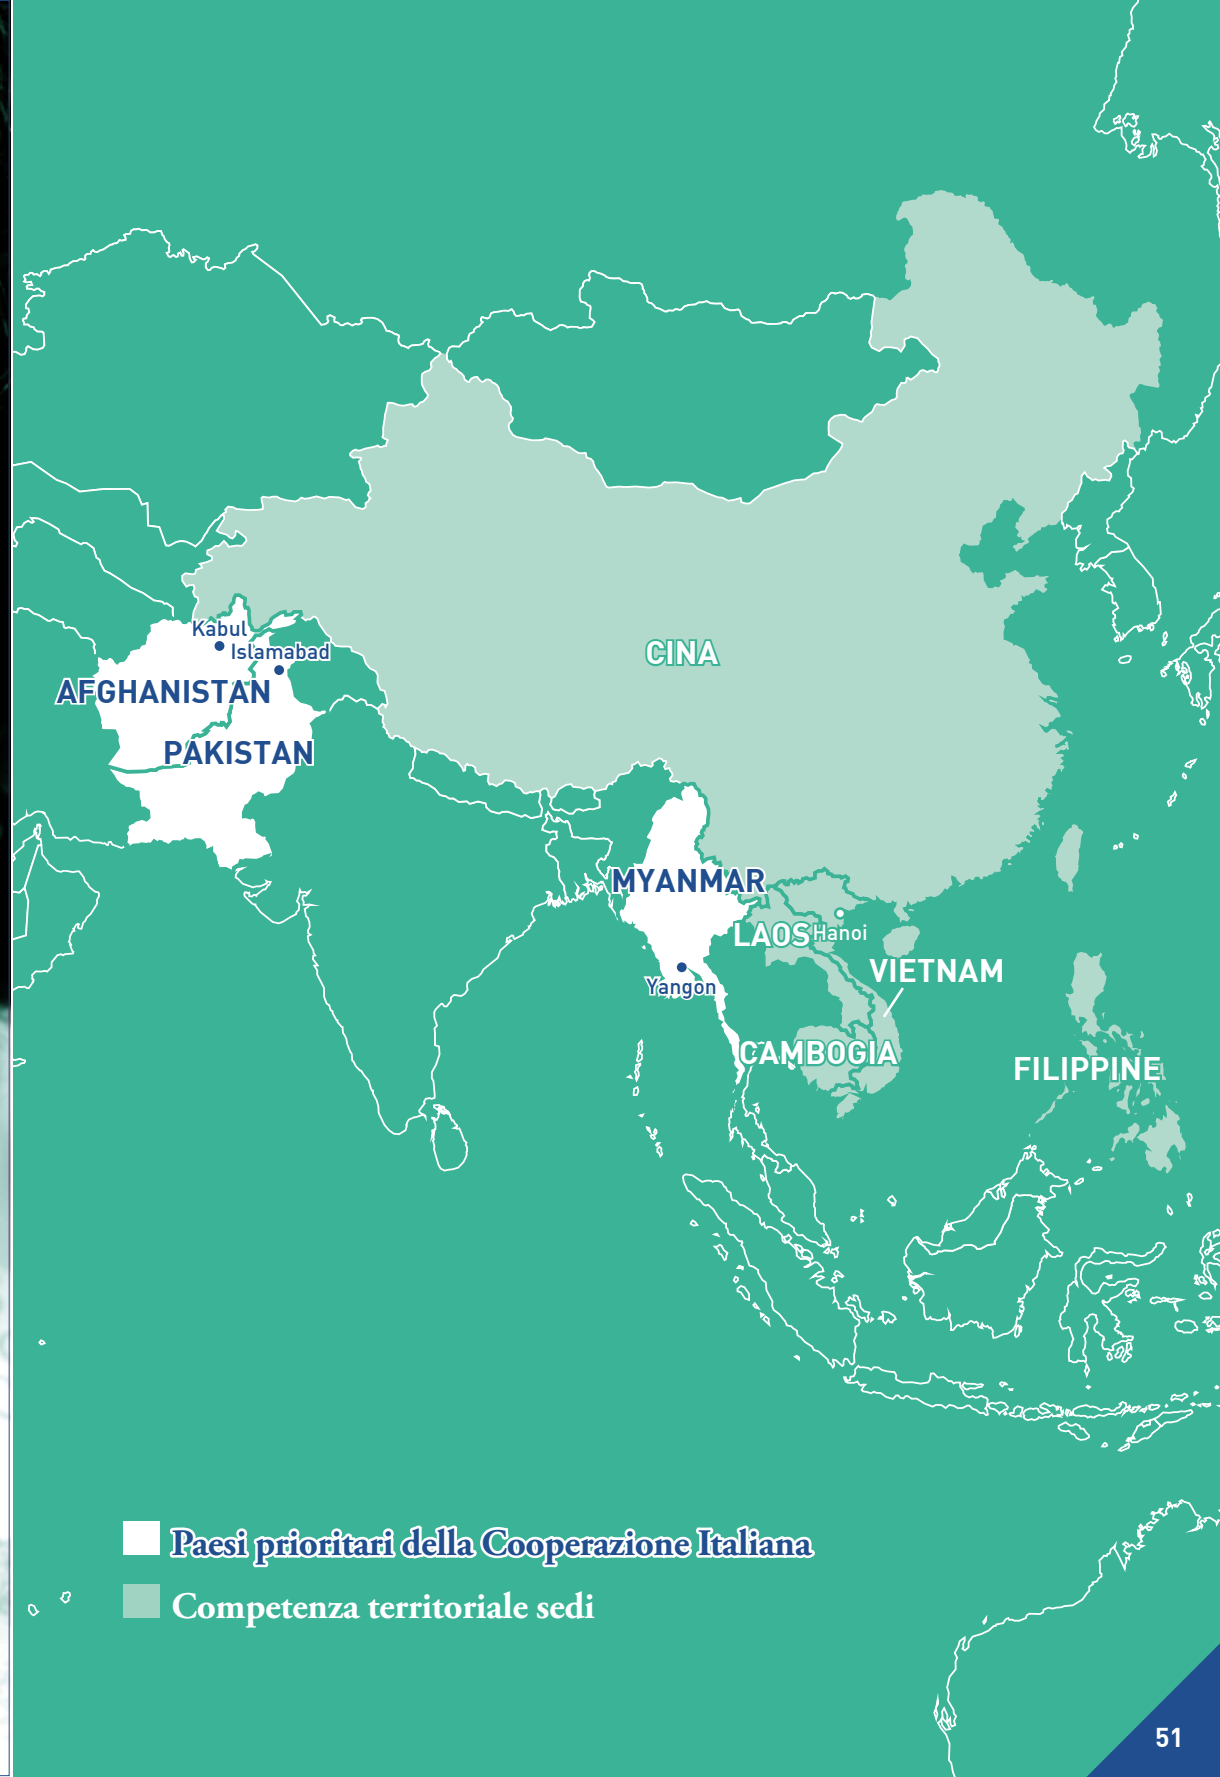 CINA
Kabul
Islamabad
AFGHANISTAN
PAKISTAN
MYANMAR
LAOS
Hanoi
VIETNAM
Yangon
CAMBOGIA
FILIPPINE
Paesi prioritari della Cooperazione Italiana
Competenza territoriale sedi
51